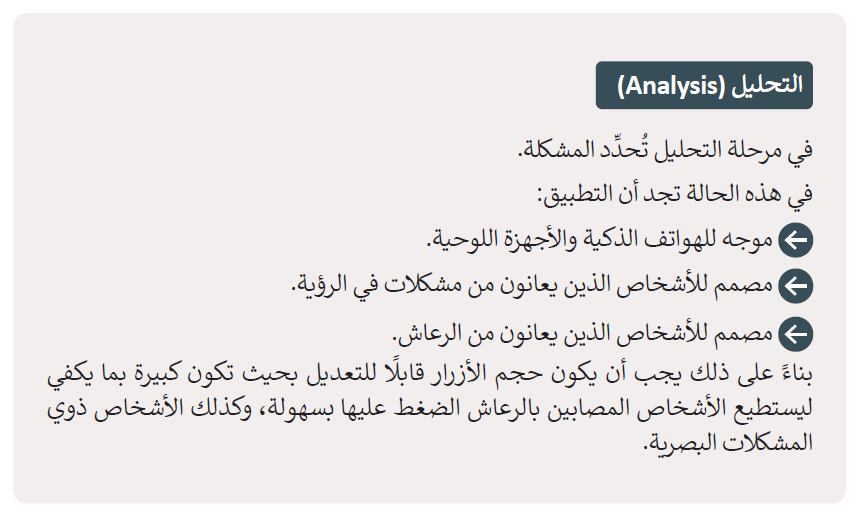 التحليل (Analysis)
في مرحلة التحليل تُحدِّد المشكلة.
في هذه الحالة تجد أن التطبيق:
موجه للهواتف الذكية والأجهزة اللوحية.
مصمم للأشخاص الذين يعانون من مشكلات في الرؤية.
مصمم للأشخاص الذين يعانون من الرعاش.
بناءً على ذلك يجب أن يكون حجم الأزرار قابلًا للتعديل بحيث تكون كبيرة بما يكفي
ليستطيع الأشخاص المصابين بالرعاش الضغط عليها بسهولة، وكذلك الأشخاص ذوي
المشكلات البصرية.